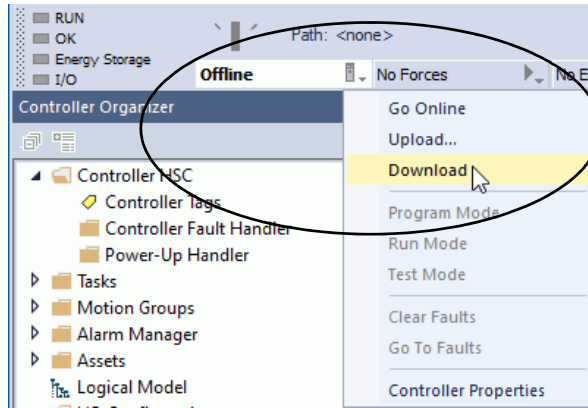 RUN
OK
Path: <none>
Energy Storage
I/O
Offline
No Forces
No E
Controller Organizer
Go Online
Upload...
Download
Program Mode
Run Mode
Test Mode
Clear Faults
Go To Faults
Controller Properties
Controller HSC
Controller Tags
Controller Fault Handler
Power-Up Handler
Tasks
Motion Groups
Alarm Manager
Assets
Logical Model